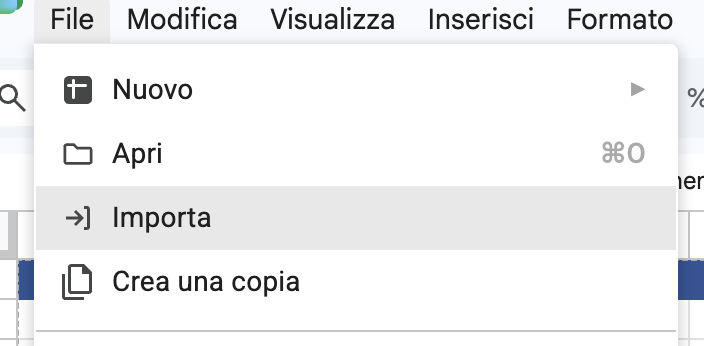 File Modifica Visualizza Inserisci Formato
Nuovo
Apri ⌘O
Importa
Crea una copia
%